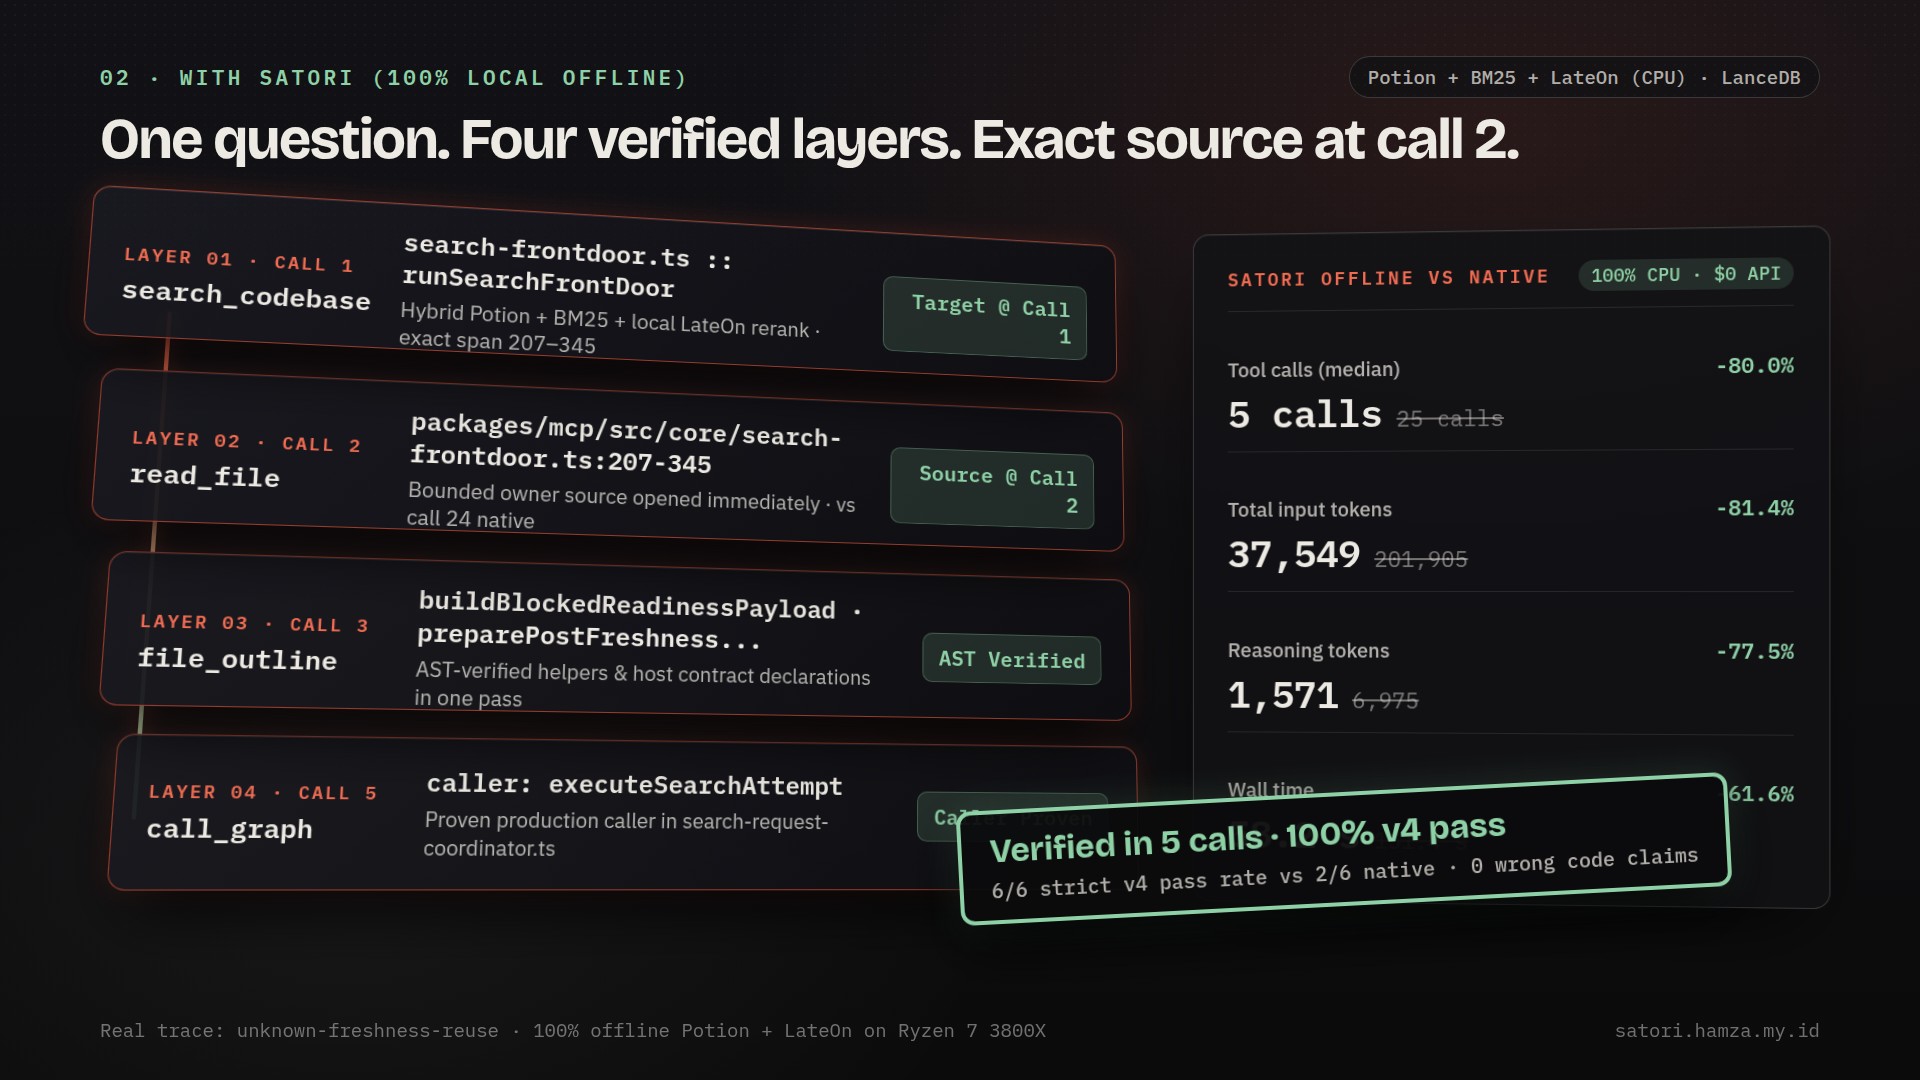 02 · WITH SATORI (100% LOCAL OFFLINE)
Potion + BM25 + LateOn (CPU) · LanceDB
One question. Four verified layers. Exact source at call 2.
LAYER 01 · CALL 1
search_codebase
search-frontdoor.ts ::
runSearchFrontDoor
Hybrid Potion + BM25 + local LateOn rerank ·
exact span 207–345
Target @ Call
1
LAYER 02 · CALL 2
read_file
packages/mcp/src/core/search-
frontdoor.ts:207-345
Bounded owner source opened immediately · vs
call 24 native
Source @ Call
2
LAYER 03 · CALL 3
file_outline
buildBlockedReadinessPayload ·
preparePostFreshness...
AST-verified helpers & host contract declarations
in one pass
AST Verified
LAYER 04 · CALL 5
call_graph
caller: executeSearchAttempt
Proven production caller in search-request-
coordinator.ts
Caller Proven
SATORI OFFLINE VS NATIVE
100% CPU · $0 API
Tool calls (median)
-80.0%
5 calls 25 calls
Total input tokens
-81.4%
37,549 201,905
Reasoning tokens
-77.5%
1,571 6,975
Wall time
61.6%
Verified in 5 calls · 100% v4 pass
6/6 strict v4 pass rate vs 2/6 native · 0 wrong code claims
Real trace: unknown-freshness-reuse · 100% offline Potion + LateOn on Ryzen 7 3800X
satori.hamza.my.id